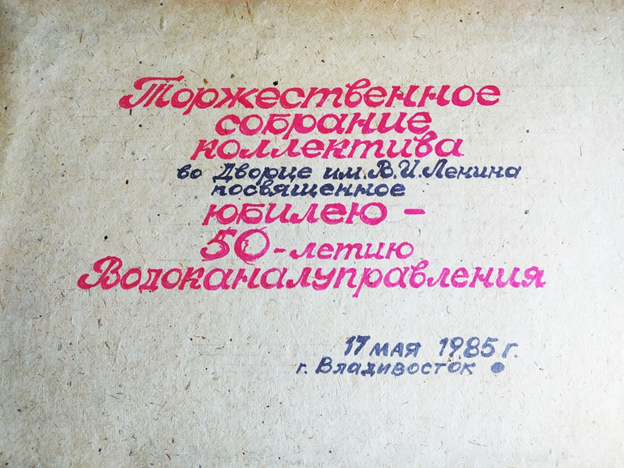 Торжественное
собрание
коллектива
во Дворце им. В. И. Ленина
посвященное
юбилею –
50-летию
Водоканалуправления
17 мая 1985 г.
г. Владивосток